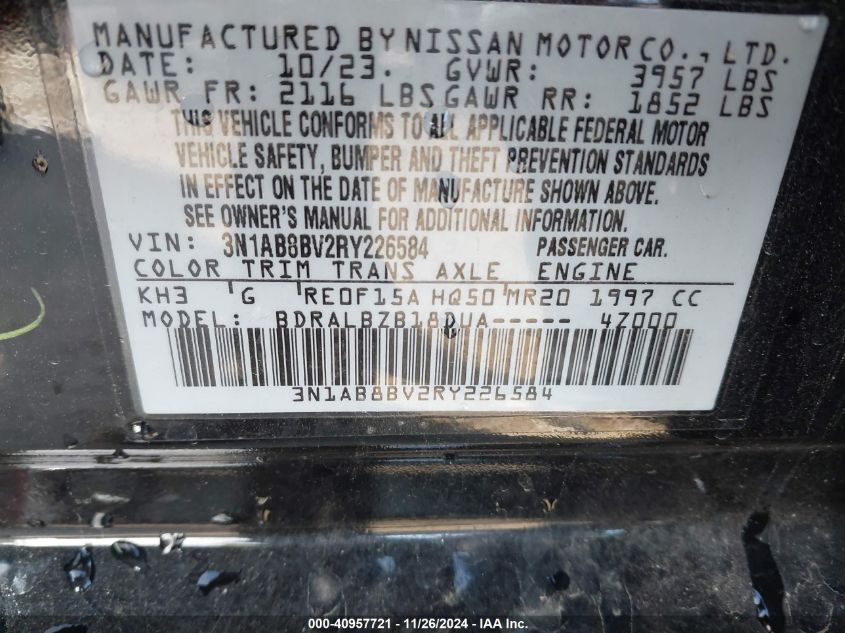 MANUFACTURED BY NISSAN MOTOR CO., LTD.
DATE: 10/23. GVWR: 3957 LBS
GAWR FR: 2116 LBS GAWR RR: 1852 LBS
THIS VEHICLE CONFORMS TO ALL APPLICABLE FEDERAL MOTOR
VEHICLE SAFETY, BUMPER AND THEFT PREVENTION STANDARDS
IN EFFECT ON THE DATE OF MANUFACTURE SHOWN ABOVE.
SEE OWNER'S MANUAL FOR ADDITIONAL INFORMATION.
VIN: 3N1AB8BV2RY226584 PASSENGER CAR.
COLOR TRIM TRANS AXLE ENGINE
KH3 G RE0F15A HQ50 MR20 1997 CC
MODEL: BDRALBZB18DUA----- 4Z000
3N1AB8BV2RY226584
000-40957721 - 11/26/2024 - IAA Inc.